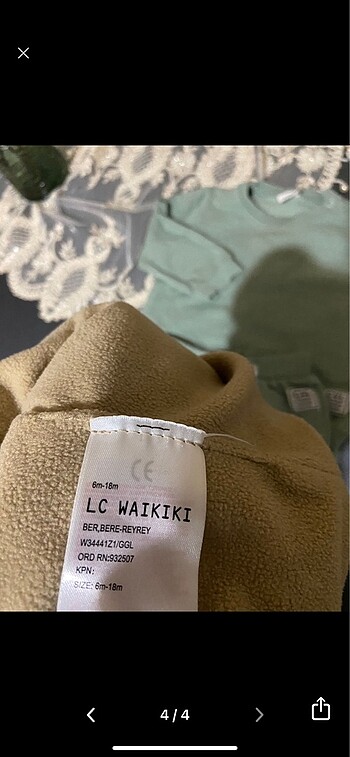 CE
6m-18m
LC WAIKIKI
BER,BERE-REYREY
W34441Z1/GGL
ORD RN:932507
KPN:
SIZE: 6m-18m
4/4